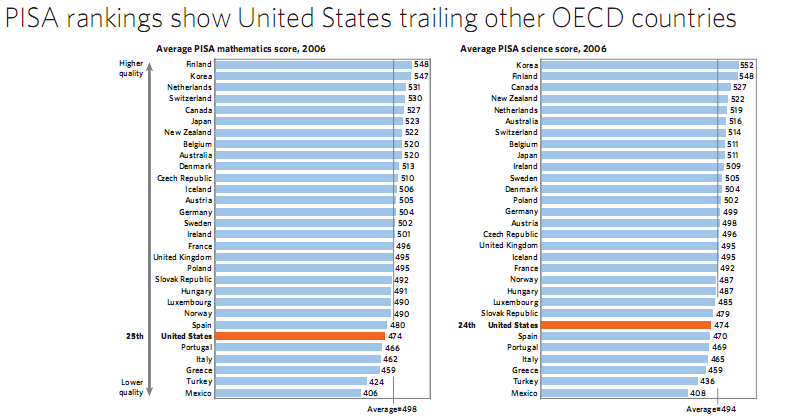 PISA rankings show United States trailing other OECD countries
Average PISA mathematics score, 2006
Higher quality
Finland 548
Korea 547
Netherlands 531
Switzerland 530
Canada 527
Japan 523
New Zealand 522
Belgium 520
Australia 520
Denmark 513
Czech Republic 510
Iceland 506
Austria 505
Germany 504
Sweden 502
Ireland 501
France 496
United Kingdom 495
Poland 495
Slovak Republic 492
Hungary 491
Luxembourg 490
Norway 490
Spain 480
25th United States 474
Portugal 466
Italy 462
Greece 459
Turkey 424
Mexico 406
Lower quality
Average=498
Average PISA science score, 2006
Korea 552
Finland 548
Canada 527
New Zealand 522
Netherlands 519
Australia 516
Switzerland 514
Belgium 511
Japan 511
Ireland 509
Sweden 505
Denmark 504
Poland 502
Germany 499
Austria 498
Czech Republic 496
United Kingdom 495
Iceland 495
France 492
Norway 487
Hungary 487
Luxembourg 485
Slovak Republic 479
24th United States 474
Spain 470
Portugal 469
Italy 465
Greece 459
Turkey 436
Mexico 408
Average=494